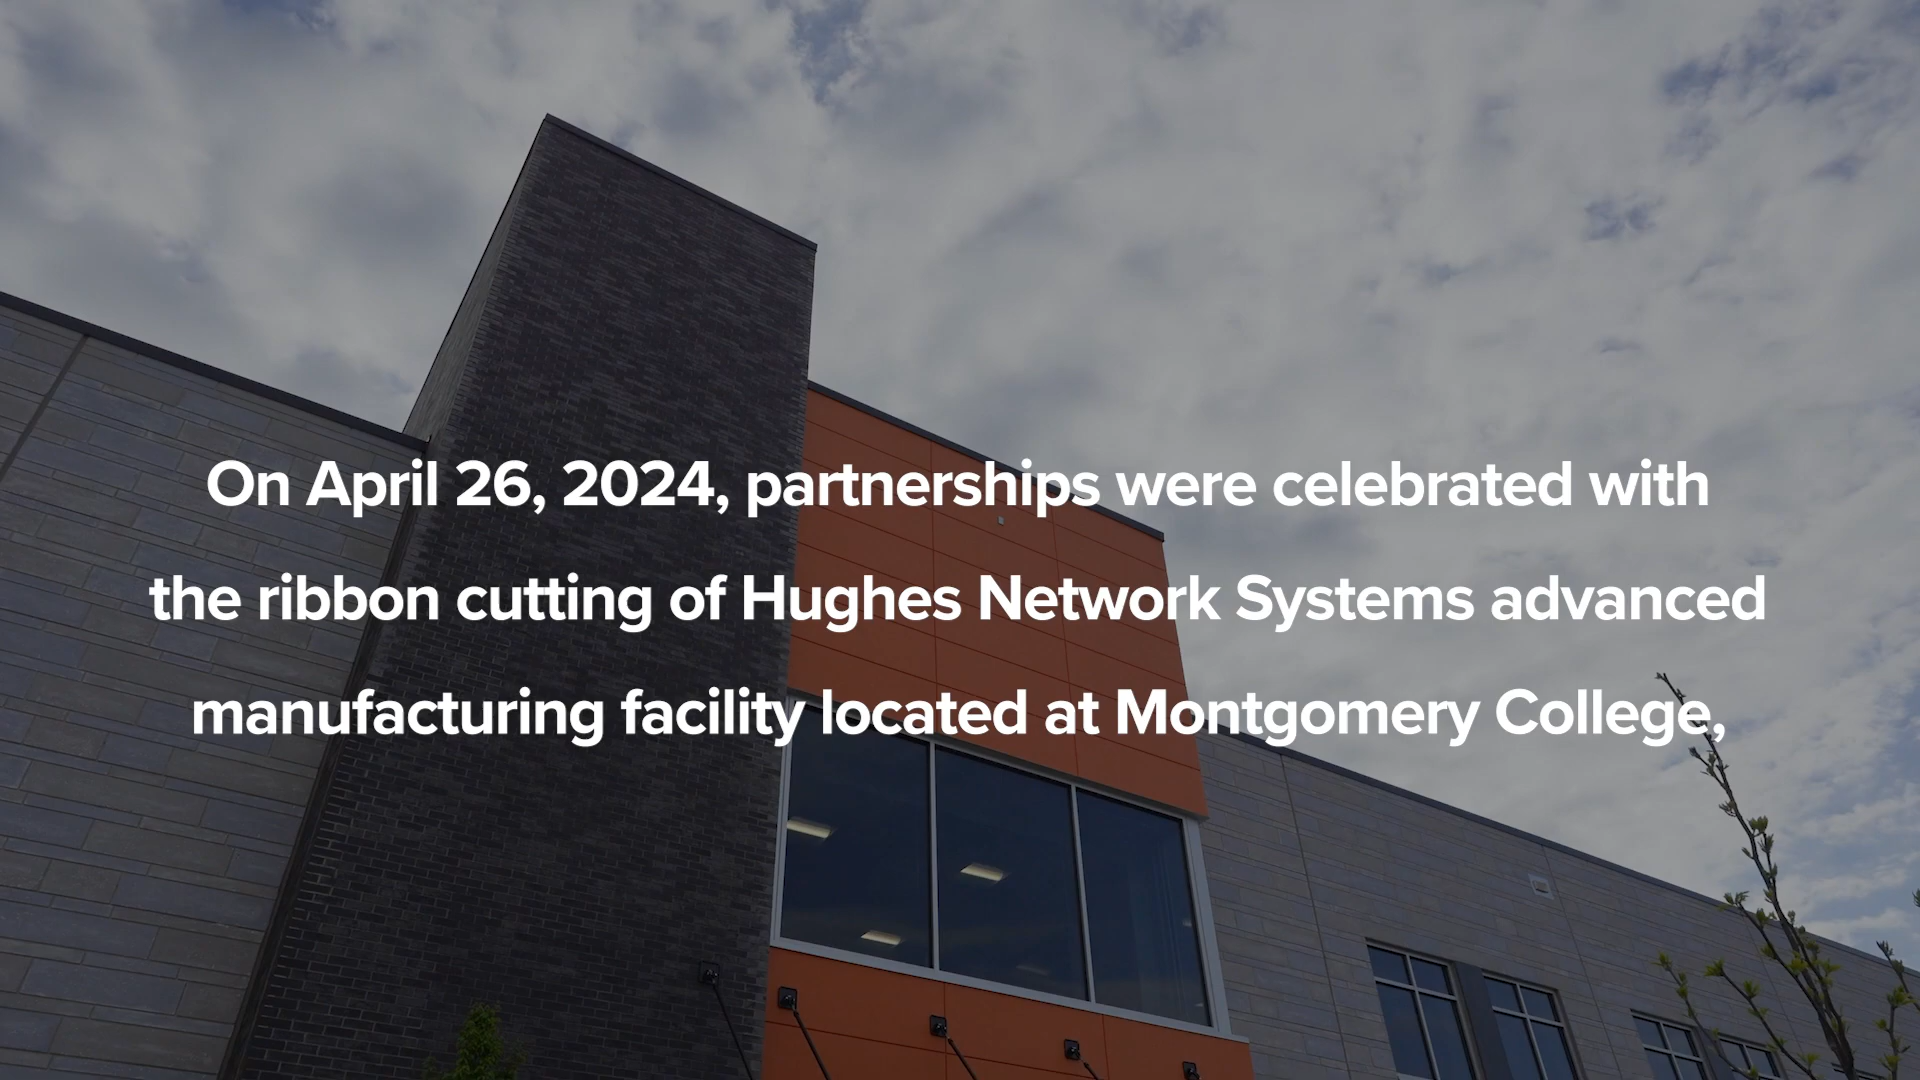 On April 26, 2024, partnerships were celebrated with
the ribbon cutting of Hughes Network Systems advanced
manufacturing facility located at Montgomery College,